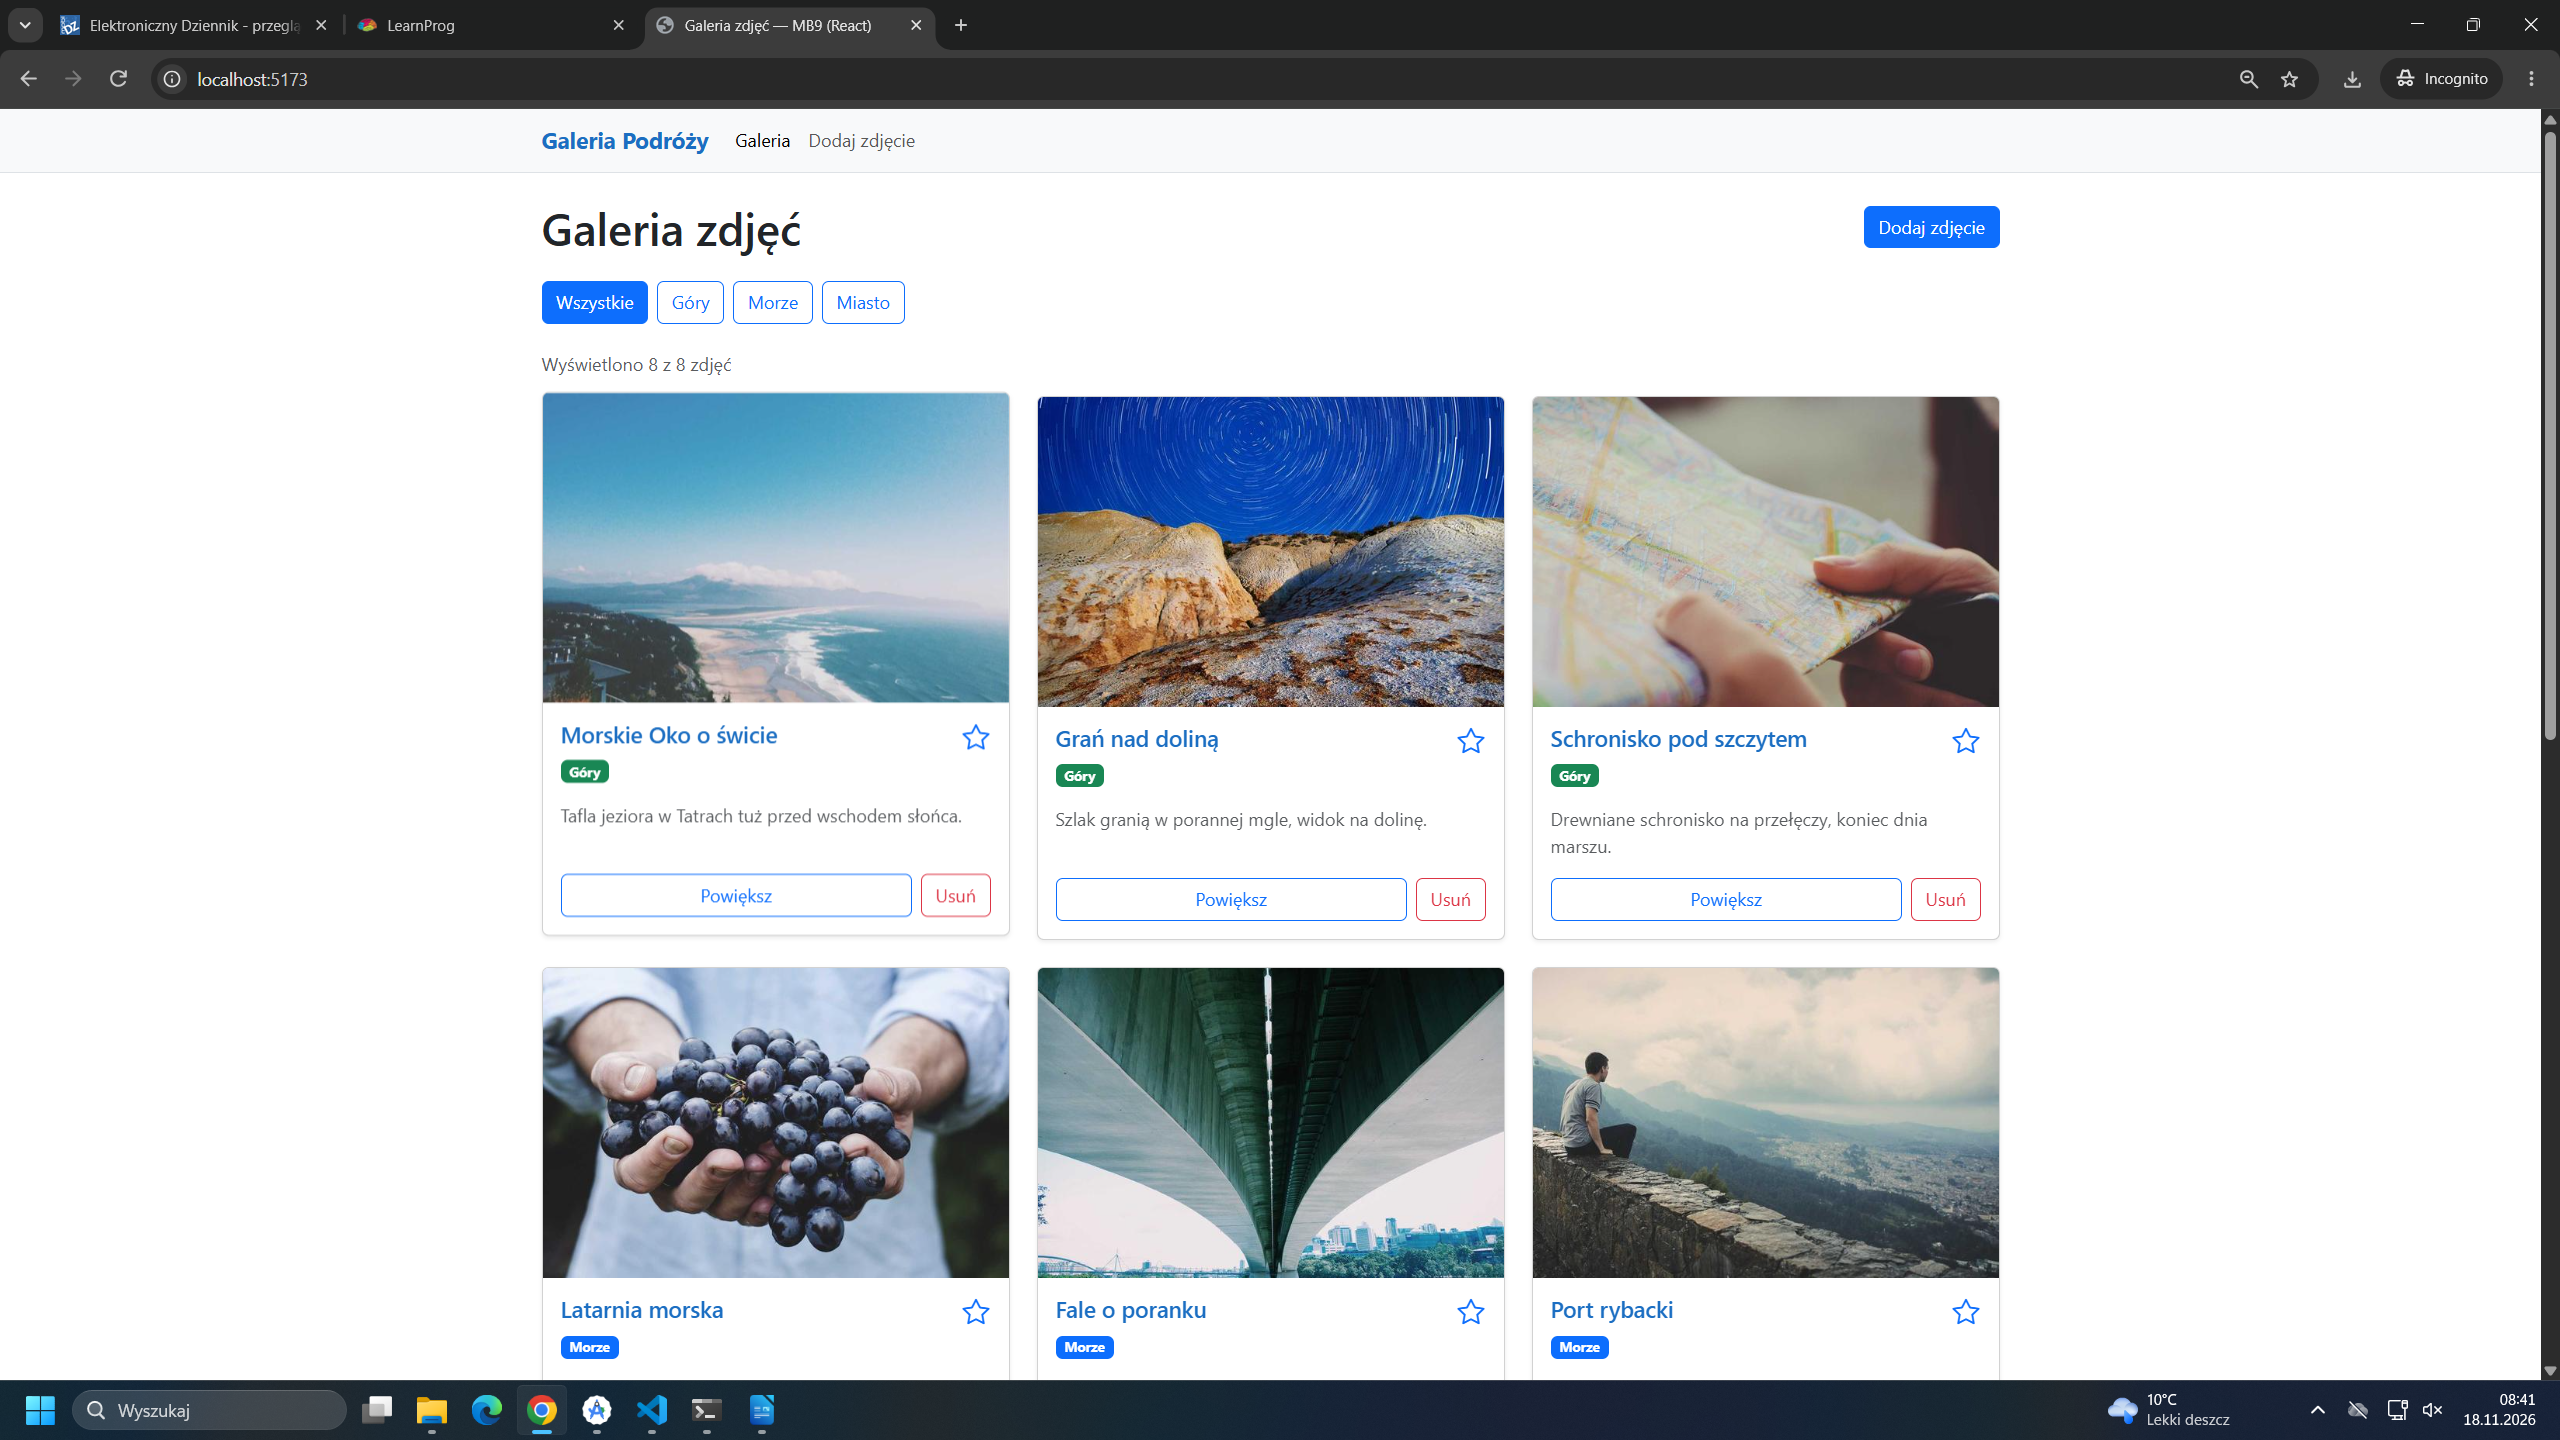 Elektroniczny Dziennik - przeglą
LearnProg
Galeria zdjęć — MB9 (React)
localhost:5173
Incognito
Galeria Podróży
Galeria
Dodaj zdjęcie
Galeria zdjęć
Dodaj zdjęcie
Wszystkie
Góry
Morze
Miasto
Wyświetlono 8 z 8 zdjęć
Morskie Oko o świcie
Góry
Tafla jeziora w Tatrach tuż przed wschodem słońca.
Powiększ
Usuń
Grań nad doliną
Góry
Szlak granią w porannej mgle, widok na dolinę.
Powiększ
Usuń
Schronisko pod szczytem
Góry
Drewniane schronisko na przełęczy, koniec dnia
marszu.
Powiększ
Usuń
Latarnia morska
Morze
Fale o poranku
Morze
Port rybacki
Morze
Wyszukaj
10°C
Lekki deszcz
08:41
18.11.2026